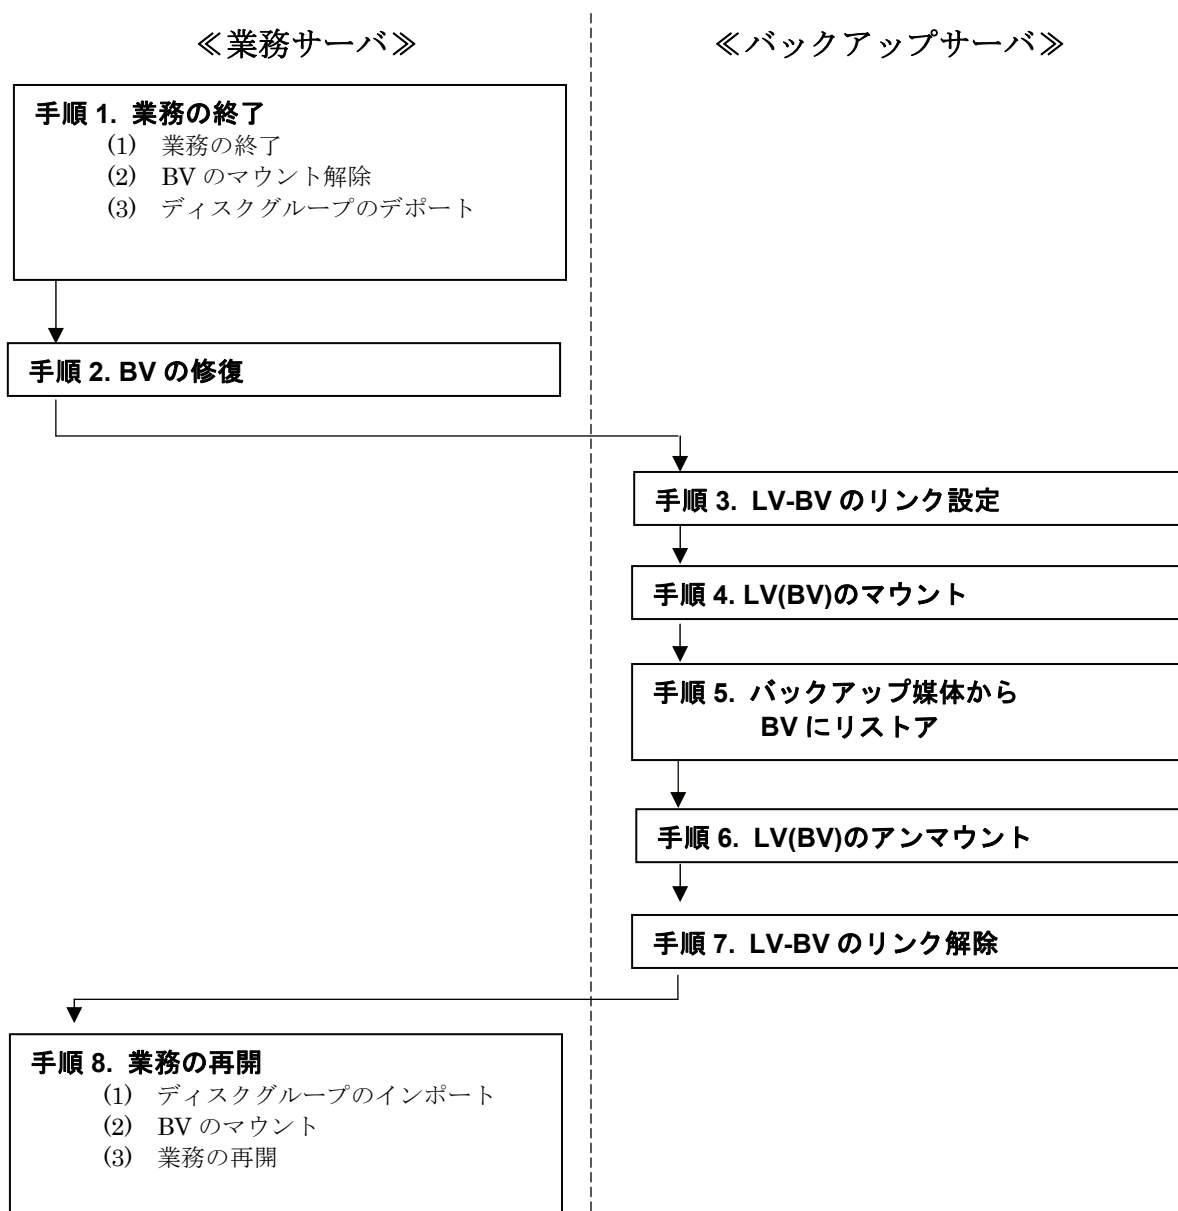 ≪業務サーバ≫
≪バックアップサーバ≫
手順 1. 業務の終了
(1) 業務の終了
(2) BV のマウント解除
(3) ディスクグループのデポート
手順 2. BV の修復
手順 3. LV-BV のリンク設定
手順 4. LV(BV)のマウント
手順 5. バックアップ媒体から
BV にリストア
手順 6. LV(BV)のアンマウント
手順 7. LV-BV のリンク解除
手順 8. 業務の再開
(1) ディスクグループのインポート
(2) BV のマウント
(3) 業務の再開